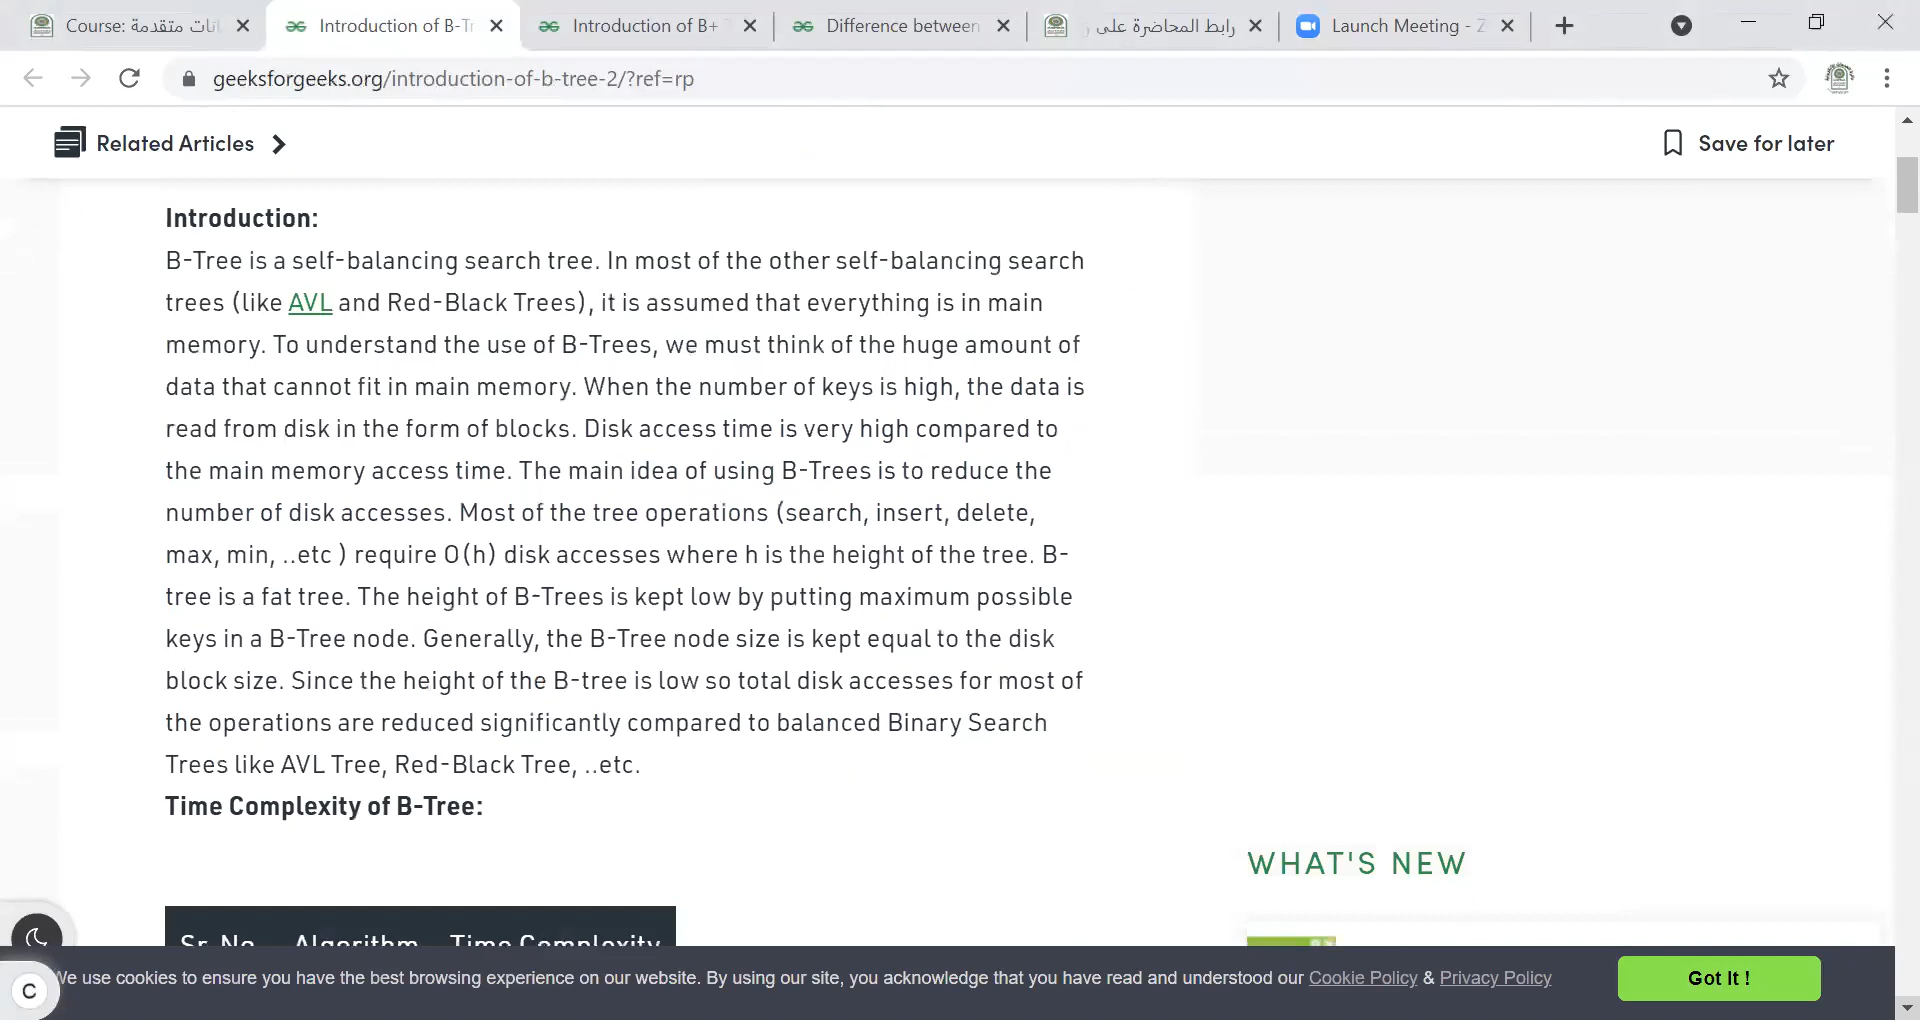 Course: انات متقدمة
Introduction of B-Tr
Introduction of B+ T
Difference between
رابط المحاضرة على ر
Launch Meeting - Z
geeksforgeeks.org/introduction-of-b-tree-2/?ref=rp
Related Articles
Save for later
Introduction:
B-Tree is a self-balancing search tree. In most of the other self-balancing search
trees (like AVL and Red-Black Trees), it is assumed that everything is in main
memory. To understand the use of B-Trees, we must think of the huge amount of
data that cannot fit in main memory. When the number of keys is high, the data is
read from disk in the form of blocks. Disk access time is very high compared to
the main memory access time. The main idea of using B-Trees is to reduce the
number of disk accesses. Most of the tree operations (search, insert, delete,
max, min, ..etc ) require O(h) disk accesses where h is the height of the tree. B-
tree is a fat tree. The height of B-Trees is kept low by putting maximum possible
keys in a B-Tree node. Generally, the B-Tree node size is kept equal to the disk
block size. Since the height of the B-tree is low so total disk accesses for most of
the operations are reduced significantly compared to balanced Binary Search
Trees like AVL Tree, Red-Black Tree, ..etc.
Time Complexity of B-Tree:
WHAT'S NEW
Sr. No. Algorithm Time Complexity
We use cookies to ensure you have the best browsing experience on our website. By using our site, you acknowledge that you have read and understood our Cookie Policy & Privacy Policy
Got It !
C